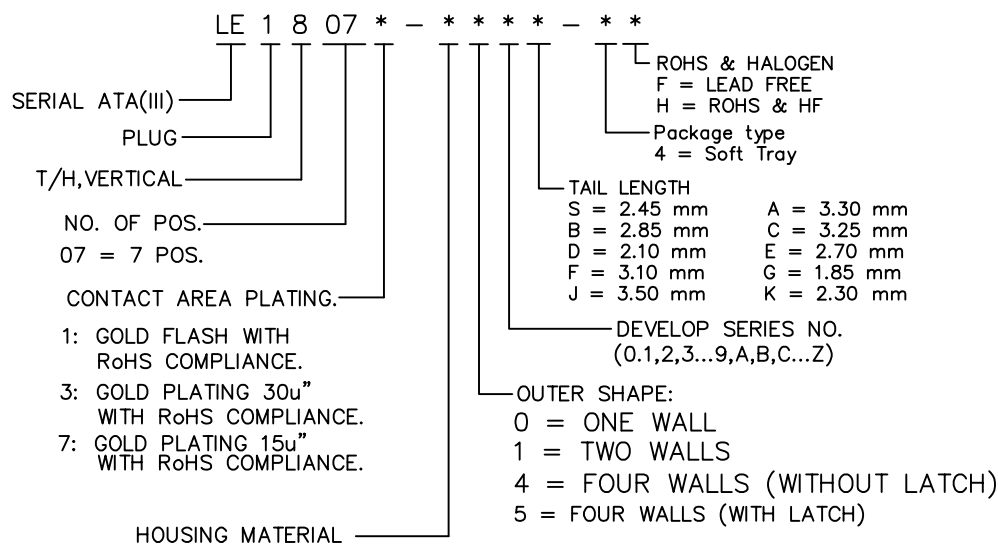 LE 1 8 07 * - * * * * - * *
ROHS & HALOGEN
F = LEAD FREE
H = ROHS & HF
SERIAL ATA(III)
PLUG
Package type
4 = Soft Tray
T/H,VERTICAL
TAIL LENGTH
S = 2.45 mm A = 3.30 mm
B = 2.85 mm C = 3.25 mm
D = 2.10 mm E = 2.70 mm
F = 3.10 mm G = 1.85 mm
J = 3.50 mm K = 2.30 mm
NO. OF POS.
07 = 7 POS.
CONTACT AREA PLATING.
1: GOLD FLASH WITH
RoHS COMPLIANCE.
3: GOLD PLATING 30u"
WITH RoHS COMPLIANCE.
7: GOLD PLATING 15u"
WITH RoHS COMPLIANCE.
DEVELOP SERIES NO.
(0.1,2,3...9,A,B,C...Z)
OUTER SHAPE:
0 = ONE WALL
1 = TWO WALLS
4 = FOUR WALLS (WITHOUT LATCH)
5 = FOUR WALLS (WITH LATCH)
HOUSING MATERIAL